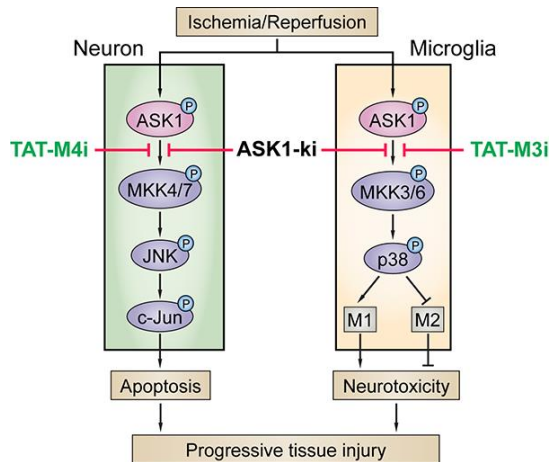 Ischemia/Reperfusion
Neuron
Microglia
P
ASK1
P
ASK1
TAT-M4i
ASK1-ki
TAT-M3i
P
MKK4/7
P
MKK3/6
P
JNK
P
p38
P
c-Jun
M1
M2
Apoptosis
Neurotoxicity
Progressive tissue injury